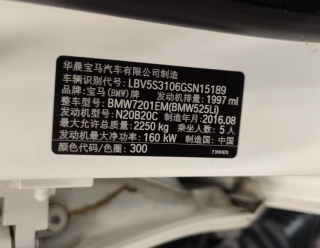 华晨宝马汽车有限公司制造
车辆识别代号: LBV5S3106GSN15189
品牌: 宝马(BMW)牌 发动机排量: 1997 ml
整车型号: BMW7201EM(BMW525Li)
发动机型号: N20B20C 制造年月: 2016.08
最大允许总质量: 2250 kg 乘坐人数: 5 人
发动机最大净功率: 160 kW 制造国: 中国
颜色代码/色圈: 300